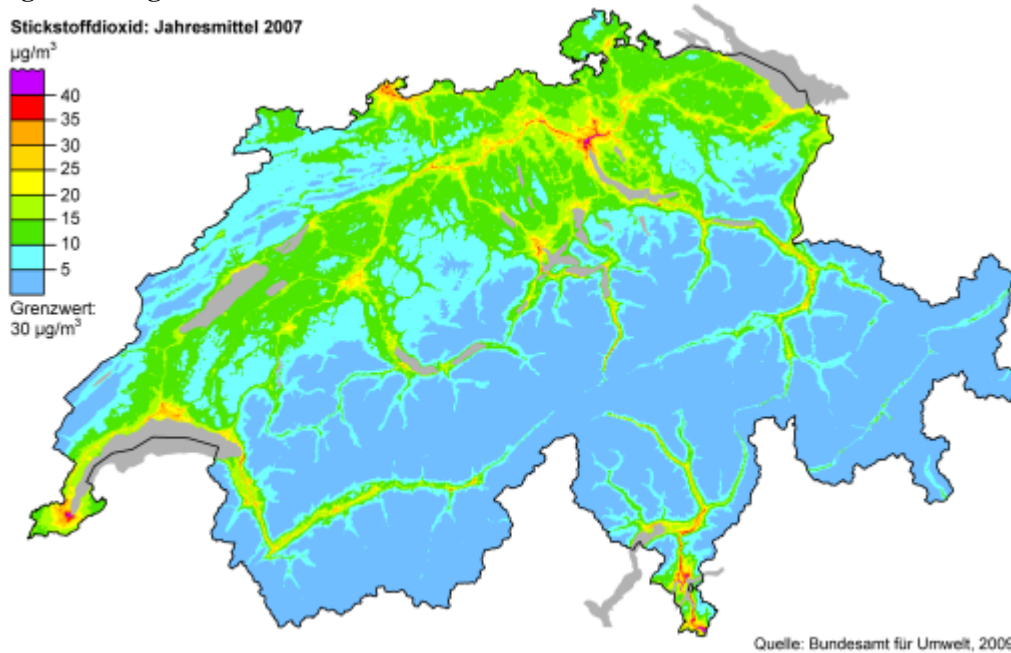 Stickstoffdioxid: Jahresmittel 2007
µg/m³
40
35
30
25
20
15
10
5
Grenzwert:
30 µg/m³
Quelle: Bundesamt für Umwelt, 2009